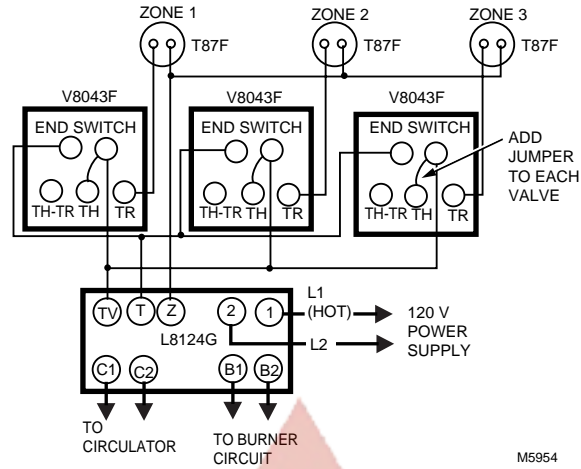 ZONE 1
ZONE 2
ZONE 3
T87F
T87F
T87F
V8043F
V8043F
V8043F
END SWITCH
END SWITCH
END SWITCH
ADD
JUMPER
TO EACH
VALVE
TH-TR TH TR
TH-TR TH TR
TH-TR TH TR
TV T Z 2 1
L8124G
L1
(HOT)
L2
120 V
POWER
SUPPLY
C1 C2 B1 B2
TO
CIRCULATOR
TO BURNER
CIRCUIT
M5954